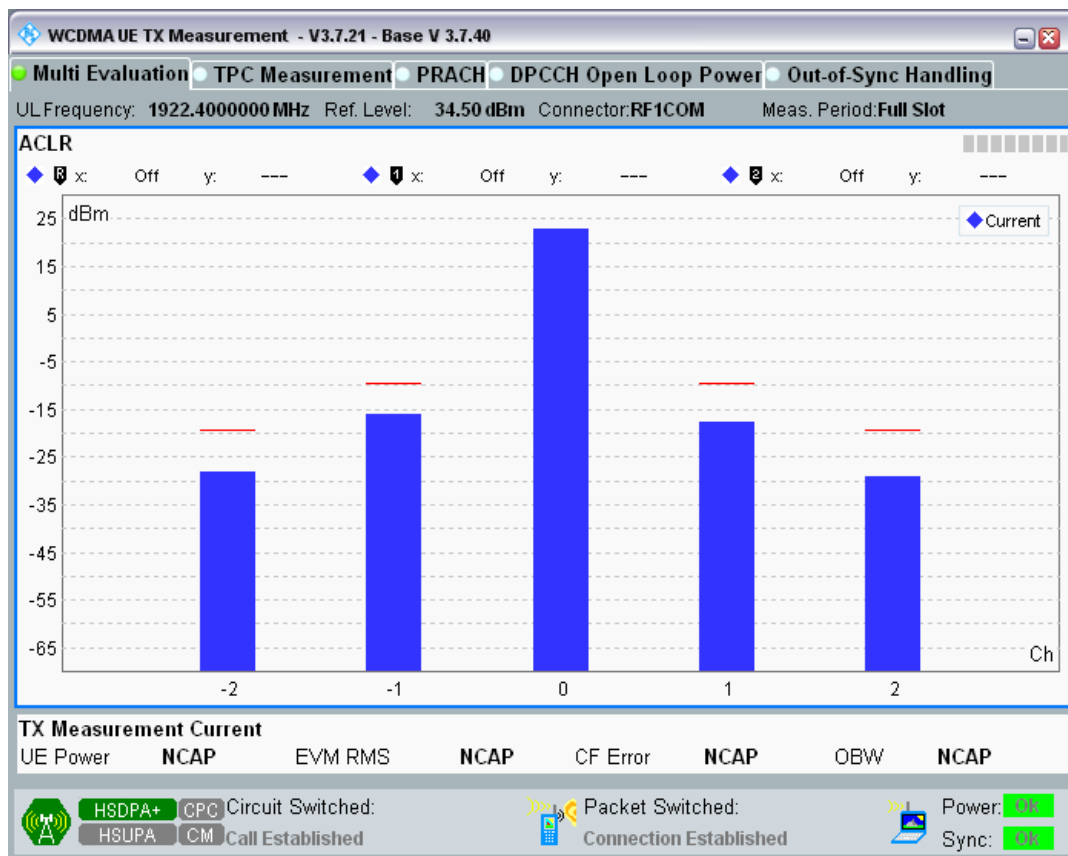 WCDMA UE TX Measurement - V3.7.21 - Base V 3.7.40
Multi Evaluation TPC Measurement PRACH DPCCH Open Loop Power Out-of-Sync Handling
UL Frequency: 1922.4000000 MHz Ref. Level: 34.50 dBm Connector:RF1COM Meas. Period:Full Slot
ACLR
R x: Off y: --- 1 x: Off y: --- 2 x: Off y: ---
dBm
Current
25
15
5
-5
-15
-25
-35
-45
-55
-65
Ch
-2 -1 0 1 2
TX Measurement Current
UE Power NCAP EVM RMS NCAP CF Error NCAP OBW NCAP
HSDPA+ CPC Circuit Switched: Packet Switched: Power: OK
HSUPA CM Call Established Connection Established Sync: OK